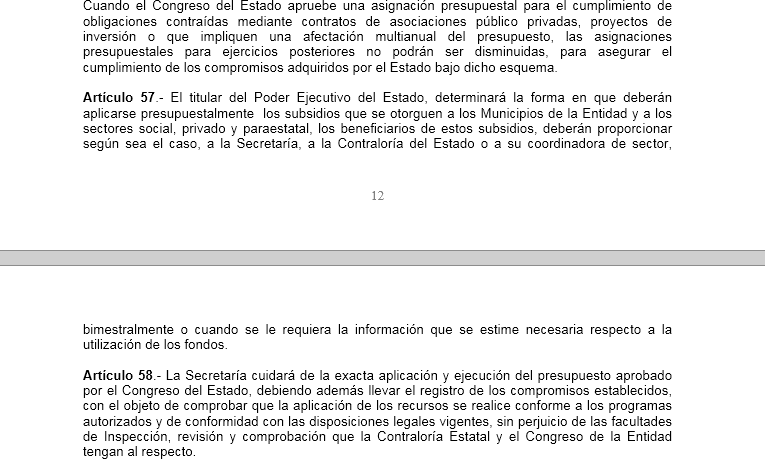 Cuando el Congreso del Estado apruebe una asignación presupuestal para el cumplimiento de
obligaciones contraídas mediante contratos de asociaciones público privadas, proyectos de
inversión o que impliquen una afectación multianual del presupuesto, las asignaciones
presupuestales para ejercicios posteriores no podrán ser disminuidas, para asegurar el
cumplimiento de los compromisos adquiridos por el Estado bajo dicho esquema.
Artículo 57.- El titular del Poder Ejecutivo del Estado, determinará la forma en que deberán
aplicarse presupuestalmente los subsidios que se otorguen a los Municipios de la Entidad y a los
sectores social, privado y paraestatal, los beneficiarios de estos subsidios, deberán proporcionar
según sea el caso, a la Secretaría, a la Contraloría del Estado o a su coordinadora de sector,
12
bimestralmente o cuando se le requiera la información que se estime necesaria respecto a la
utilización de los fondos.
Artículo 58.- La Secretaría cuidará de la exacta aplicación y ejecución del presupuesto aprobado
por el Congreso del Estado, debiendo además llevar el registro de los compromisos establecidos,
con el objeto de comprobar que la aplicación de los recursos se realice conforme a los programas
autorizados y de conformidad con las disposiciones legales vigentes, sin perjuicio de las facultades
de Inspección, revisión y comprobación que la Contraloría Estatal y el Congreso de la Entidad
tengan al respecto.